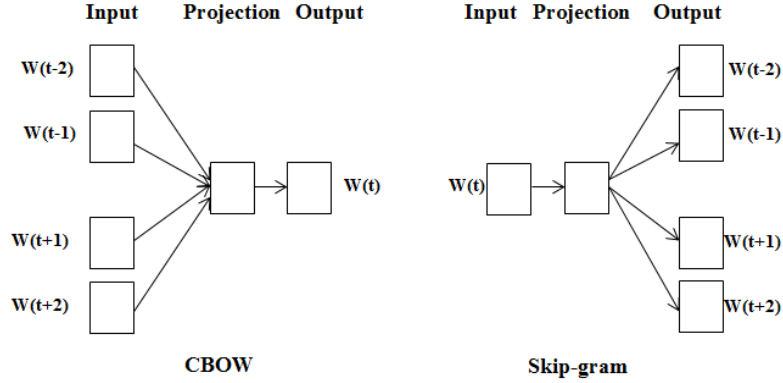 Input Projection Output
W(t-2)
W(t-1)
W(t)
W(t+1)
W(t+2)
CBOW
Input Projection Output
W(t-2)
W(t-1)
W(t)
W(t+1)
W(t+2)
Skip-gram